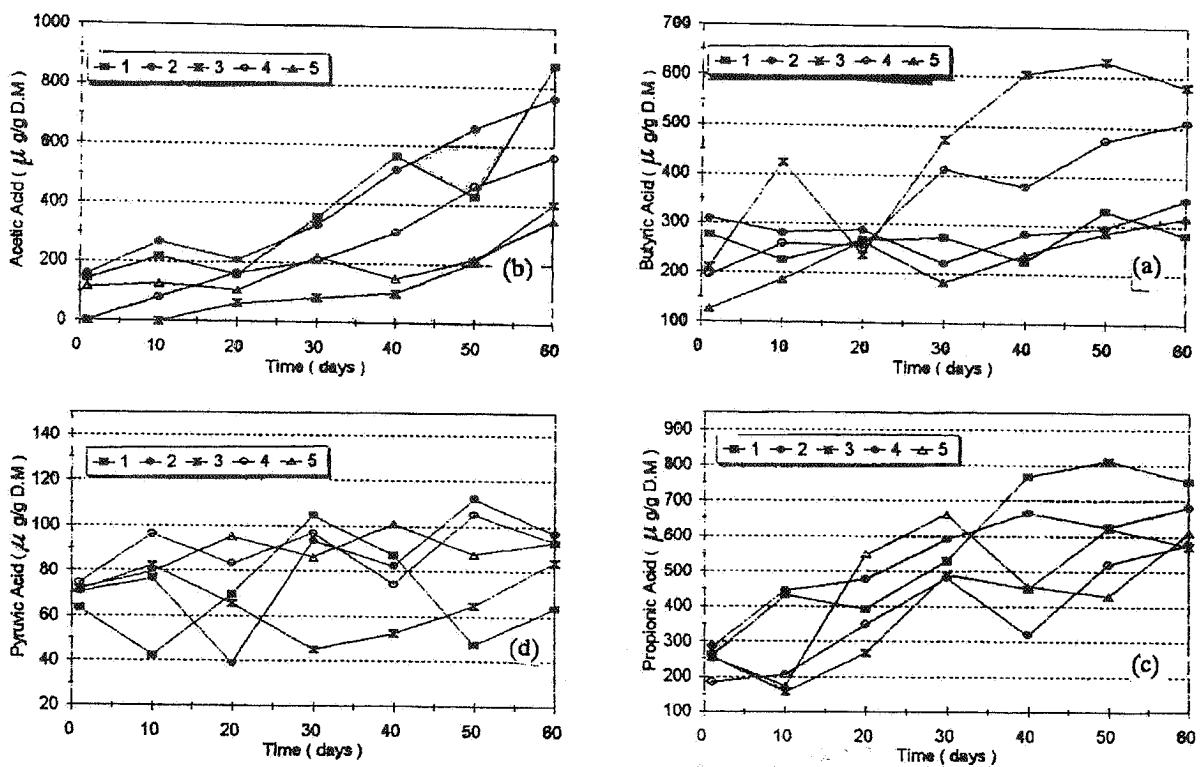 1000
800
600
400
200
0
Acetic Acid ( µ g/g D.M )
1 2 3 4 5
(b)
0 10 20 30 40 50 60
Time ( days )
700
600
500
400
300
200
100
Butyric Acid ( µ g/g D.M )
1 2 3 4 5
(a)
0 10 20 30 40 50 60
Time ( days )
140
120
100
80
60
40
20
Pyruvic Acid ( µ g/g D.M )
1 2 3 4 5
(d)
0 10 20 30 40 50 60
Time ( days )
950
800
700
600
500
400
300
200
100
Propionic Acid ( µ g/g D.M )
1 2 3 4 5
(c)
0 10 20 30 40 50 60
Time ( days )